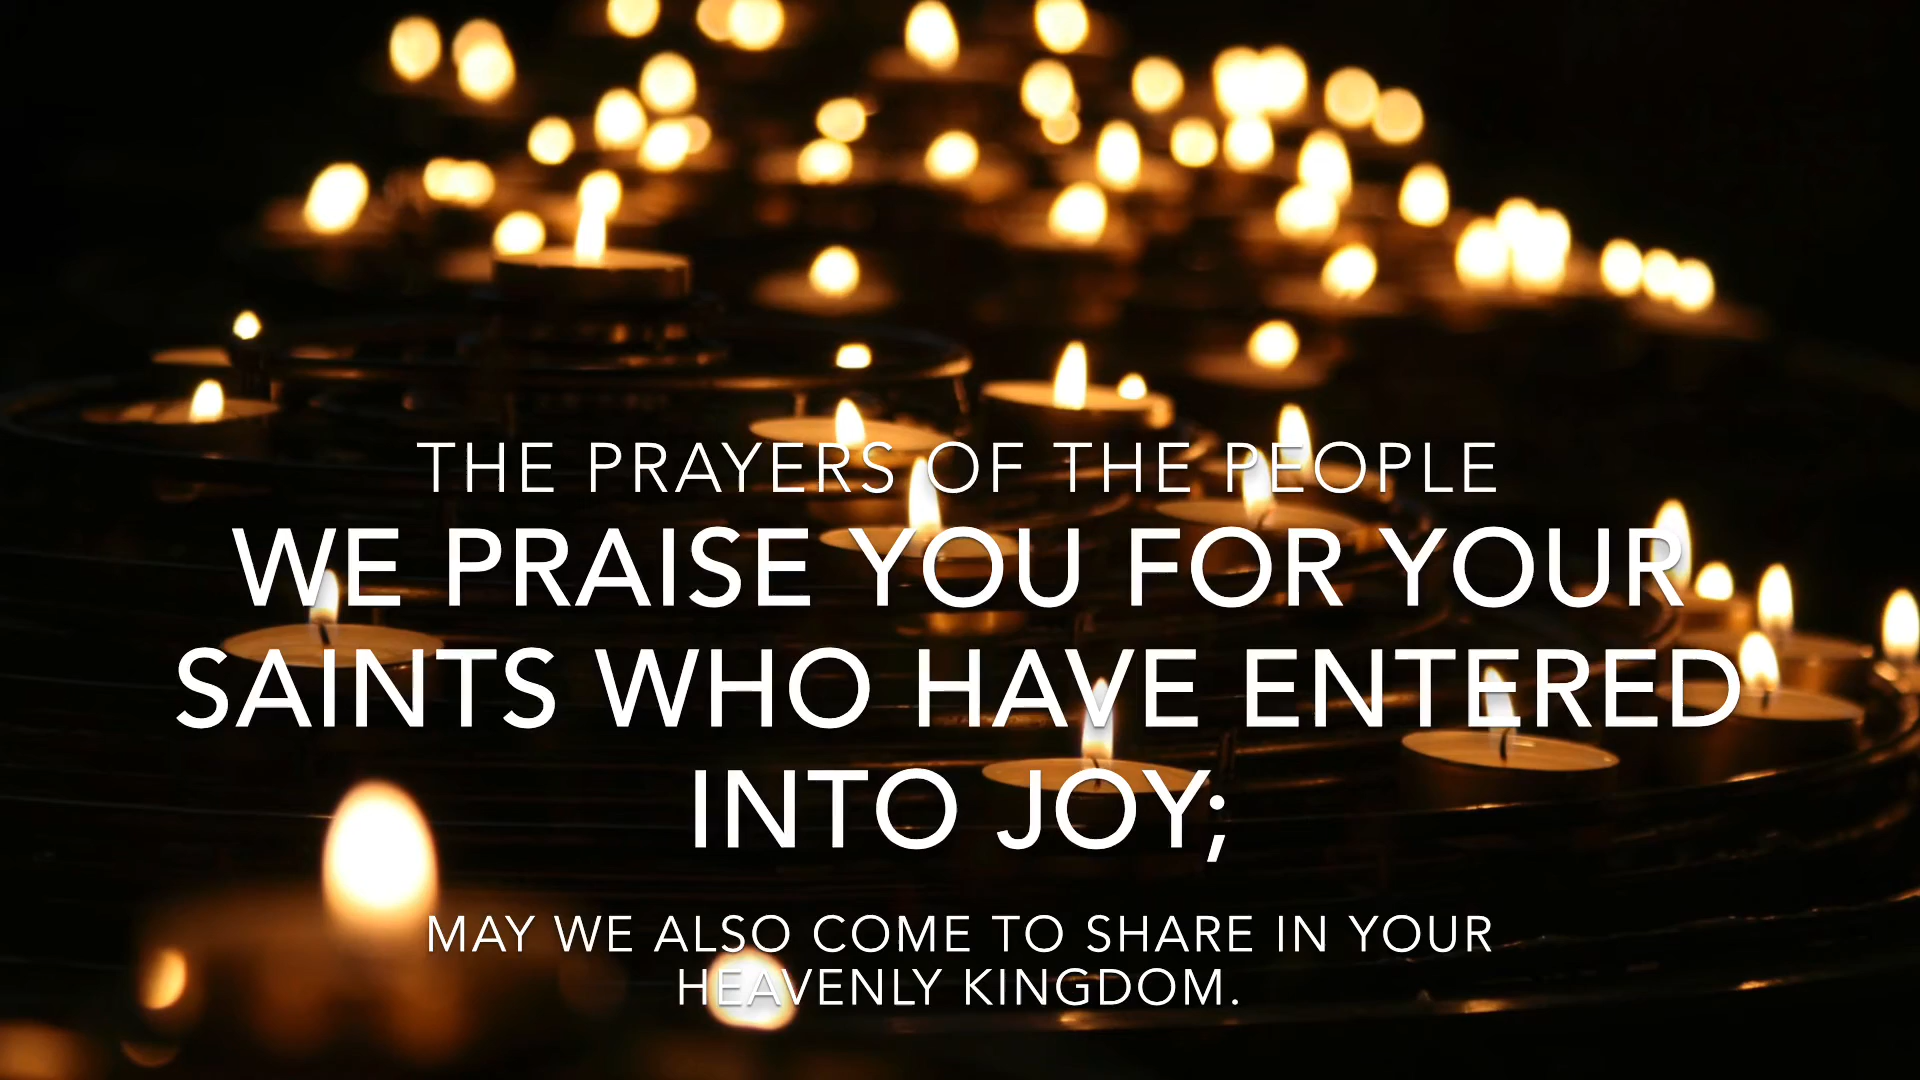 THE PRAYERS OF THE PEOPLE
WE PRAISE YOU FOR YOUR
SAINTS WHO HAVE ENTERED
INTO JOY;
MAY WE ALSO COME TO SHARE IN YOUR
HEAVENLY KINGDOM.